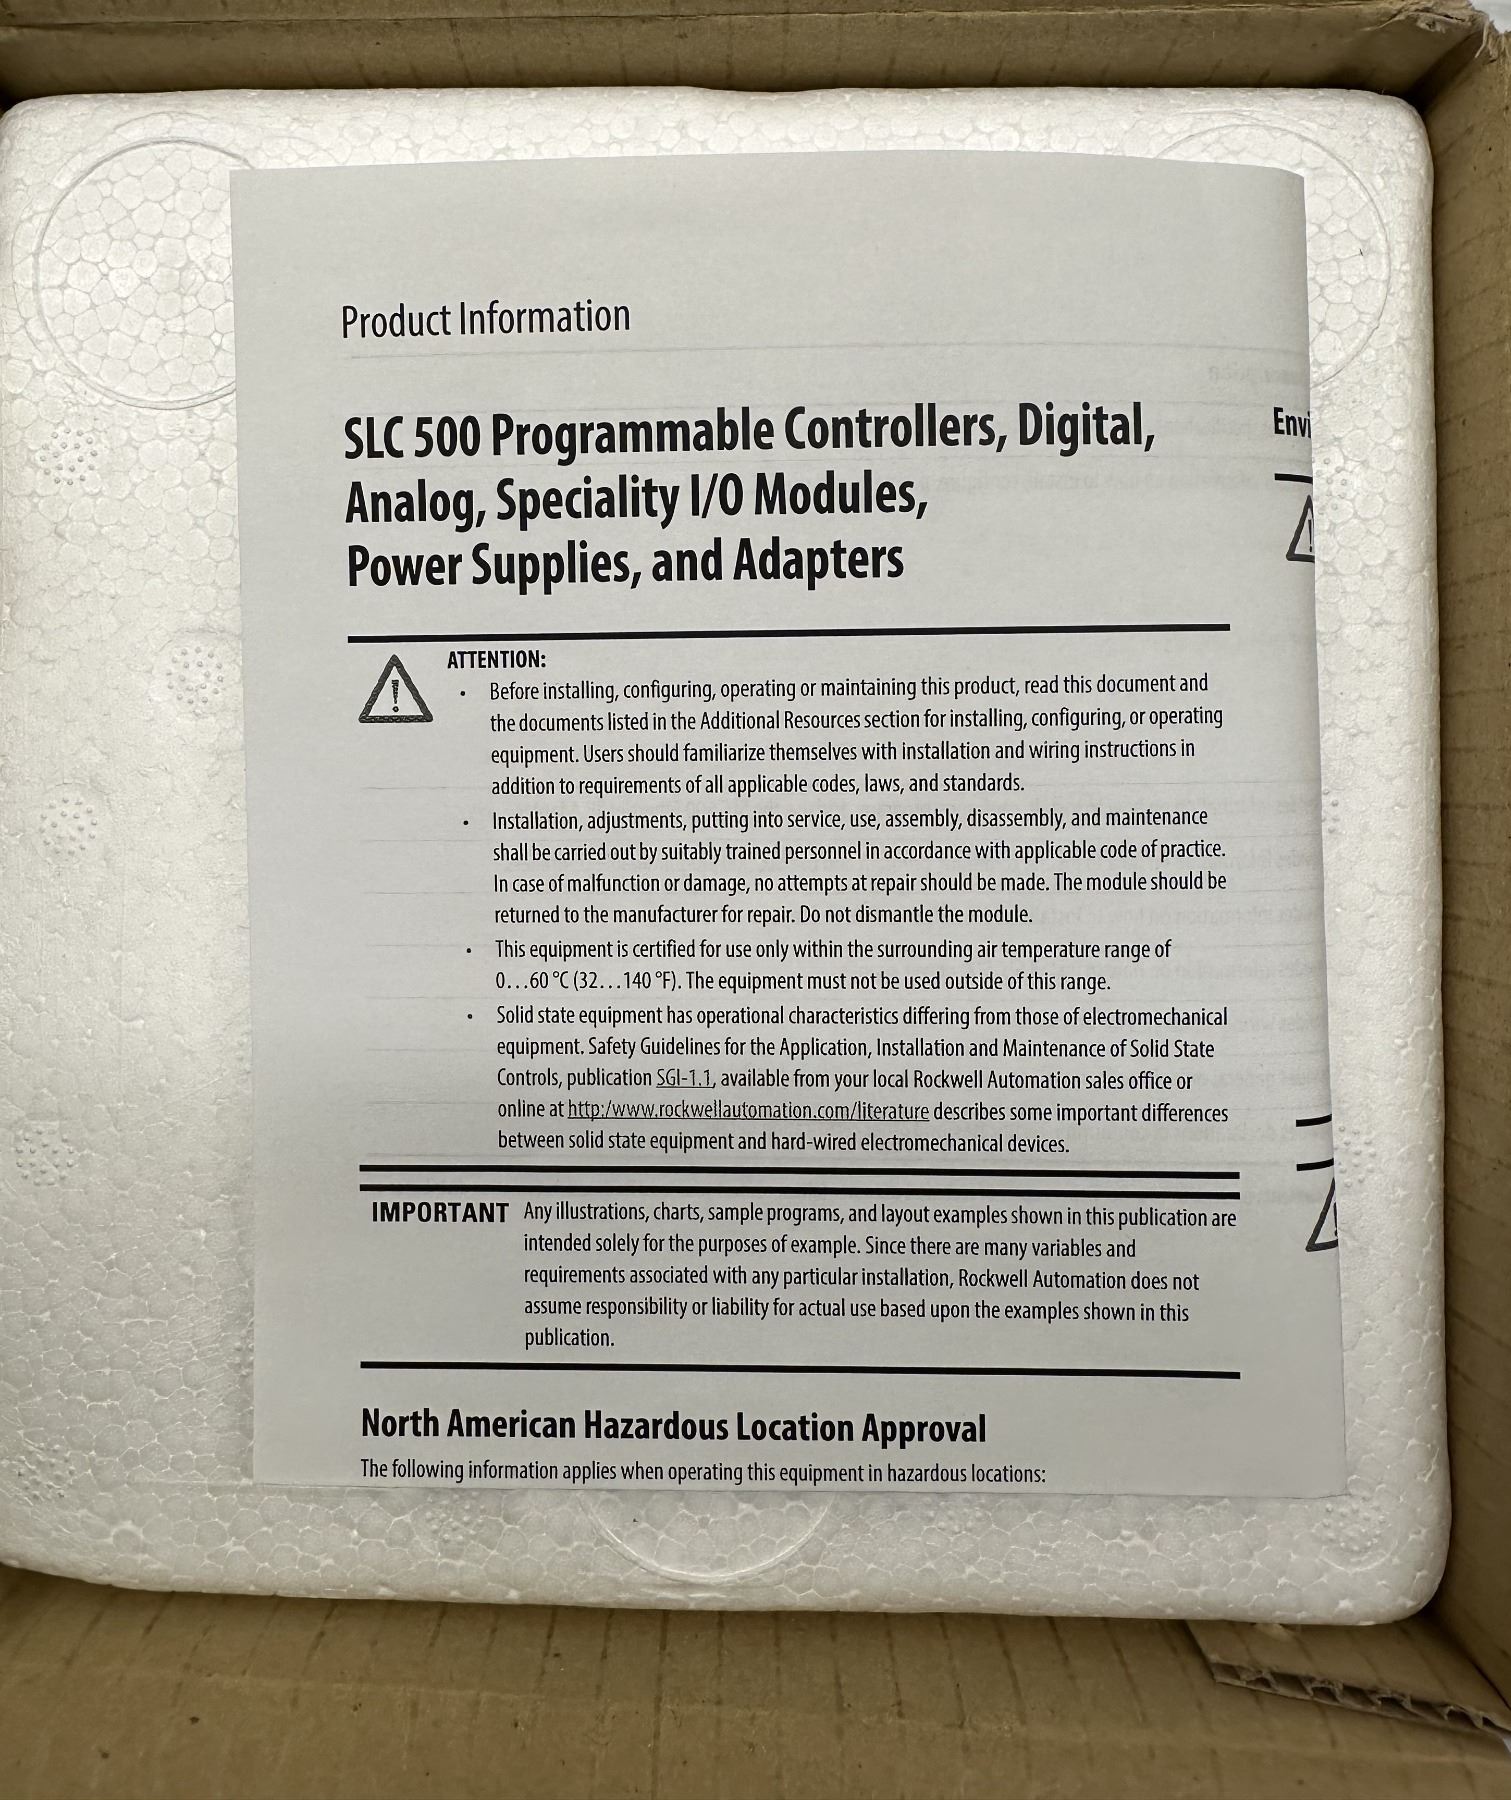 Product Information
SLC 500 Programmable Controllers, Digital,
Analog, Speciality I/O Modules,
Power Supplies, and Adapters
ATTENTION:
• Before installing, configuring, operating or maintaining this product, read this document and
the documents listed in the Additional Resources section for installing, configuring, or operating
equipment. Users should familiarize themselves with installation and wiring instructions in
addition to requirements of all applicable codes, laws, and standards.
• Installation, adjustments, putting into service, use, assembly, disassembly, and maintenance
shall be carried out by suitably trained personnel in accordance with applicable code of practice.
In case of malfunction or damage, no attempts at repair should be made. The module should be
returned to the manufacturer for repair. Do not dismantle the module.
• This equipment is certified for use only within the surrounding air temperature range of
0...60 °C (32...140 °F). The equipment must not be used outside of this range.
• Solid state equipment has operational characteristics differing from those of electromechanical
equipment. Safety Guidelines for the Application, Installation and Maintenance of Solid State
Controls, publication SGI-1.1, available from your local Rockwell Automation sales office or
online at http:/www.rockwellautomation.com/literature describes some important differences
between solid state equipment and hard-wired electromechanical devices.
IMPORTANT Any illustrations, charts, sample programs, and layout examples shown in this publication are
intended solely for the purposes of example. Since there are many variables and
requirements associated with any particular installation, Rockwell Automation does not
assume responsibility or liability for actual use based upon the examples shown in this
publication.
North American Hazardous Location Approval
The following information applies when operating this equipment in hazardous locations:
Envi